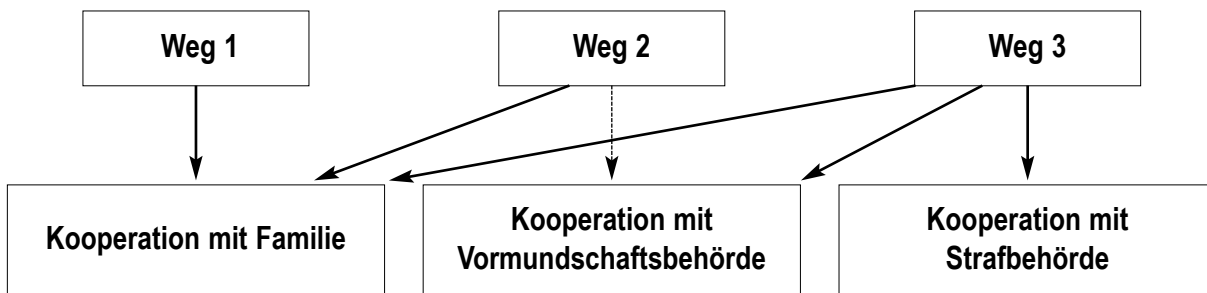 Weg 1
Weg 2
Weg 3
Kooperation mit Familie
Kooperation mit
Vormundschaftsbehörde
Kooperation mit
Strafbehörde